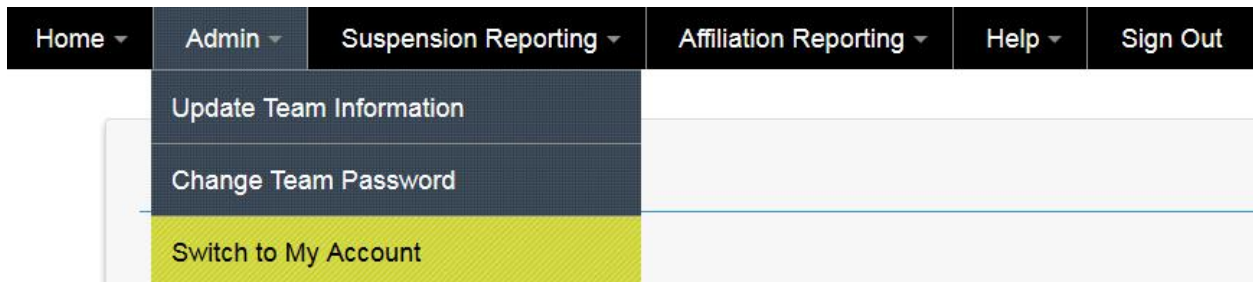 Home Admin Suspension Reporting Affiliation Reporting Help Sign Out
Update Team Information
Change Team Password
Switch to My Account